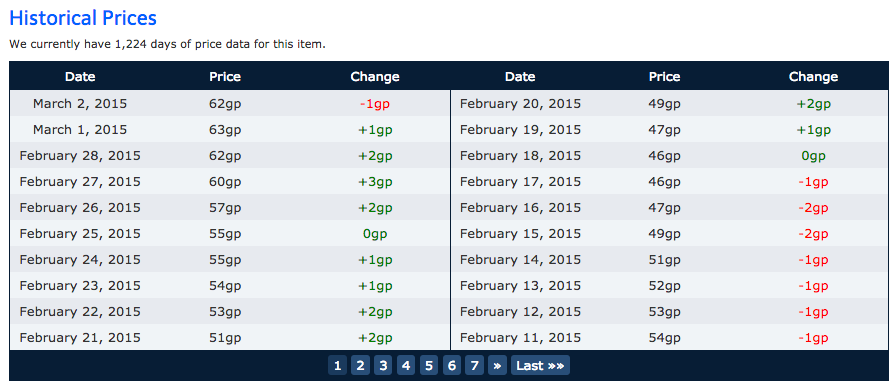 Historical Prices
We currently have 1,224 days of price data for this item.
Date Price Change Date Price Change
March 2, 2015 62gp -1gp February 20, 2015 49gp +2gp
March 1, 2015 63gp +1gp February 19, 2015 47gp +1gp
February 28, 2015 62gp +2gp February 18, 2015 46gp 0gp
February 27, 2015 60gp +3gp February 17, 2015 46gp -1gp
February 26, 2015 57gp +2gp February 16, 2015 47gp -2gp
February 25, 2015 55gp 0gp February 15, 2015 49gp -2gp
February 24, 2015 55gp +1gp February 14, 2015 51gp -1gp
February 23, 2015 54gp +1gp February 13, 2015 52gp -1gp
February 22, 2015 53gp +2gp February 12, 2015 53gp -1gp
February 21, 2015 51gp +2gp February 11, 2015 54gp -1gp
1 2 3 4 5 6 7 » Last »»